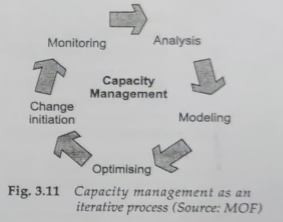 Monitoring
Analysis
Capacity
Management
Change
initiation
Modeling
Optimising
Fig. 3.11 Capacity management as an
iterative process (Source: MOF)